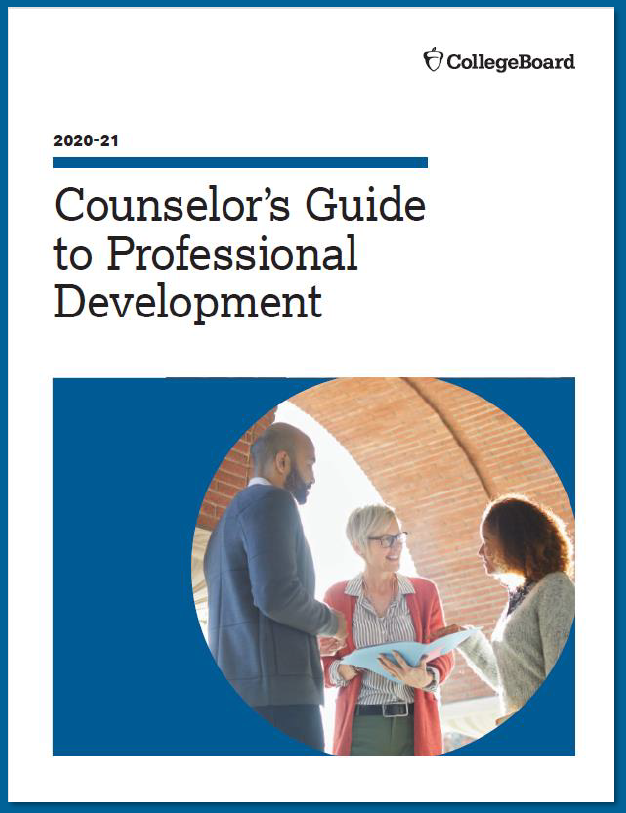 CollegeBoard
2020-21
Counselor's Guide
to Professional
Development